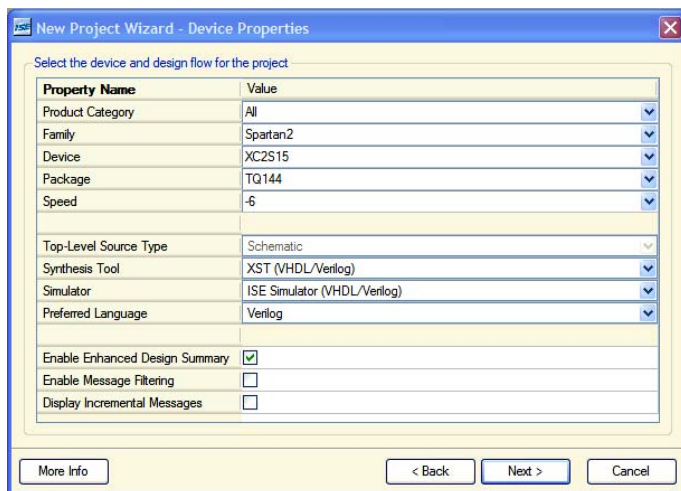 ISE New Project Wizard - Device Properties
Select the device and design flow for the project
Property Name Value
Product Category All
Family Spartan2
Device XC2S15
Package TQ144
Speed -6
Top-Level Source Type Schematic
Synthesis Tool XST (VHDL/Verilog)
Simulator ISE Simulator (VHDL/Verilog)
Preferred Language Verilog
Enable Enhanced Design Summary
Enable Message Filtering
Display Incremental Messages
More Info < Back Next > Cancel